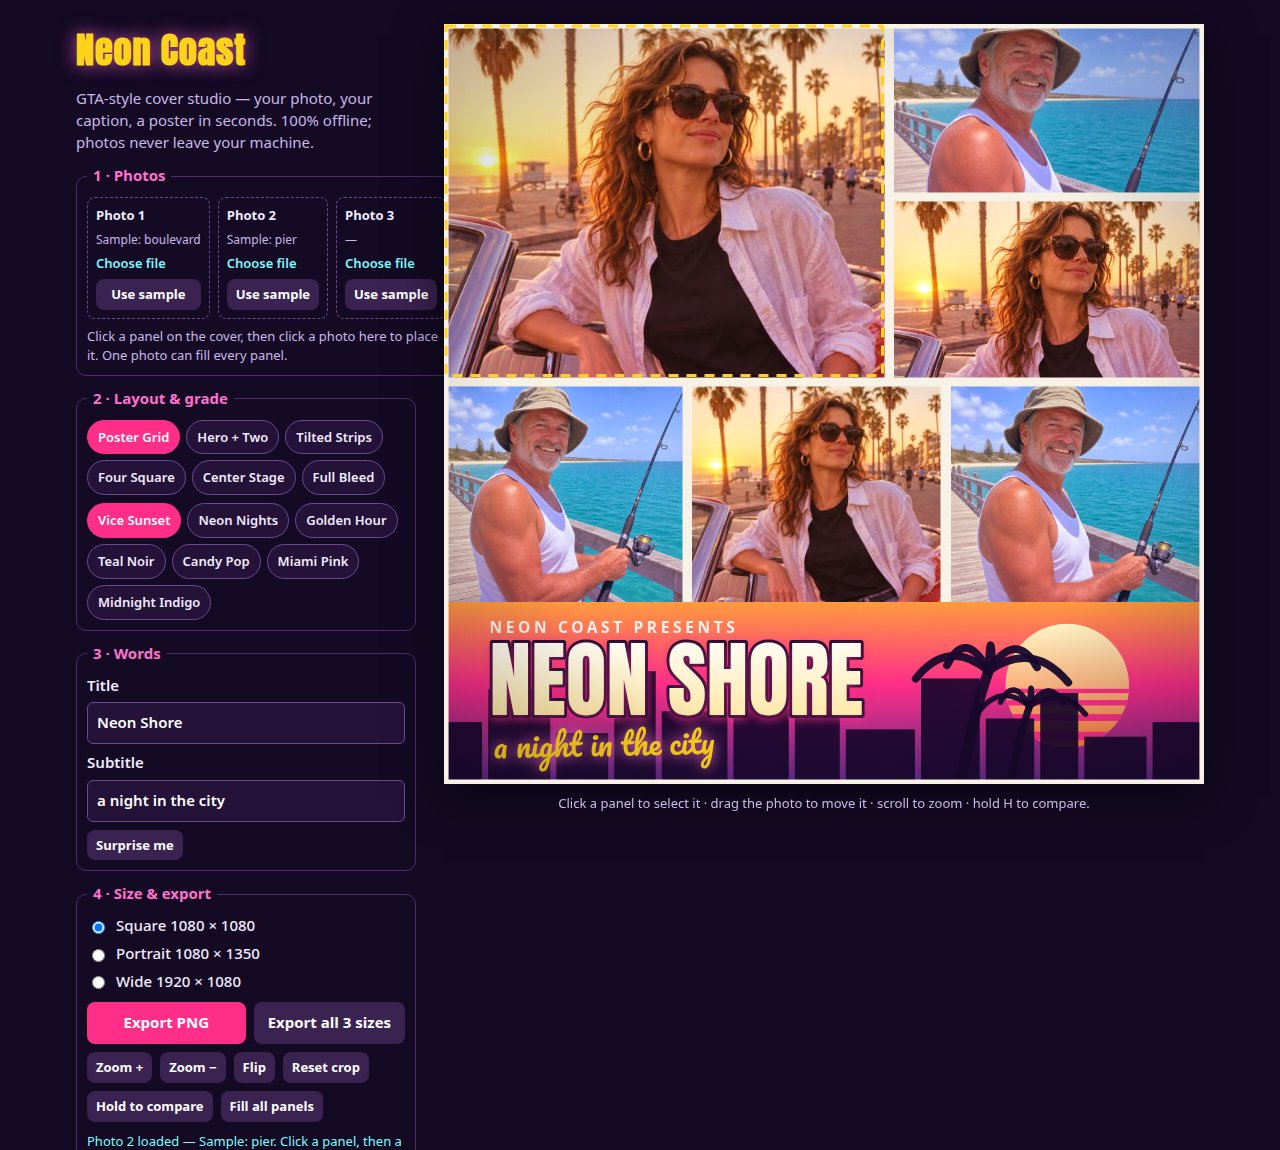 Neon Coast
GTA-style cover studio — your photo, your
caption, a poster in seconds. 100% offline;
photos never leave your machine.
1 · Photos
Photo 1
Sample: boulevard
Choose file
Use sample
Photo 2
Sample: pier
Choose file
Use sample
Photo 3
—
Choose file
Use sample
Click a panel on the cover, then click a photo here to place
it. One photo can fill every panel.
2 · Layout & grade
Poster Grid
Hero + Two
Tilted Strips
Four Square
Center Stage
Full Bleed
Vice Sunset
Neon Nights
Golden Hour
Teal Noir
Candy Pop
Miami Pink
Midnight Indigo
3 · Words
Title
Neon Shore
Subtitle
a night in the city
Surprise me
4 · Size & export
Square 1080 × 1080
Portrait 1080 × 1350
Wide 1920 × 1080
Export PNG
Export all 3 sizes
Zoom +
Zoom −
Flip
Reset crop
Hold to compare
Fill all panels
Photo 2 loaded — Sample: pier. Click a panel, then a
NEON COAST PRESENTS
NEON SHORE
a night in the city
Click a panel to select it · drag the photo to move it · scroll to zoom · hold H to compare.